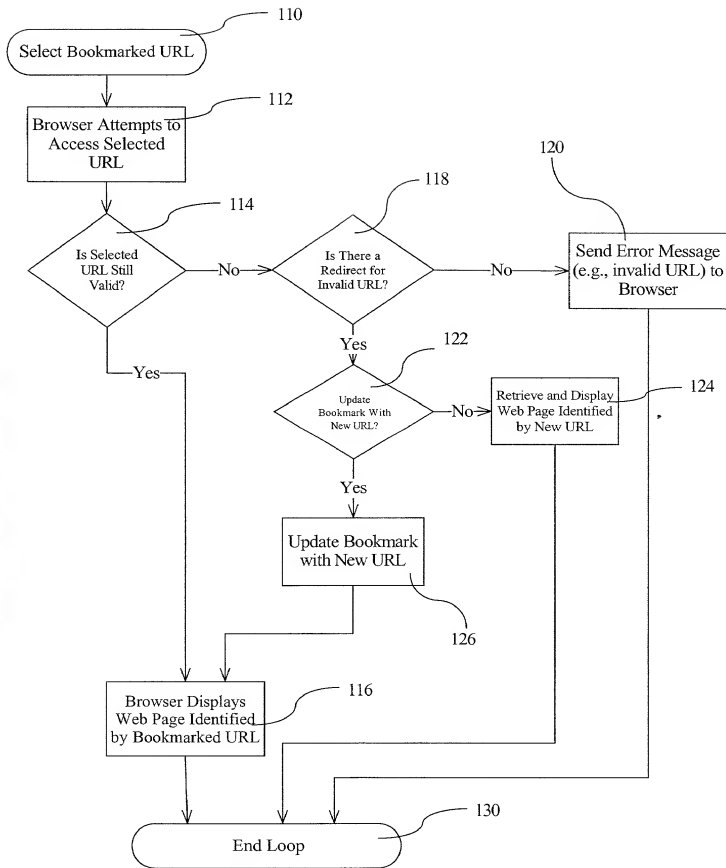 110
Select Bookmarked URL
112
Browser Attempts to
Access Selected
URL
114
Is Selected
URL Still
Valid?
No
118
Is There a
Redirect for
Invalid URL?
No
120
Send Error Message
(e.g., invalid URL) to
Browser
Yes
Yes
122
Update
Bookmark With
New URL?
No
124
Retrieve and Display
Web Page Identified
by New URL
Yes
Update Bookmark
with New URL
126
116
Browser Displays
Web Page Identified
by Bookmarked URL
130
End Loop